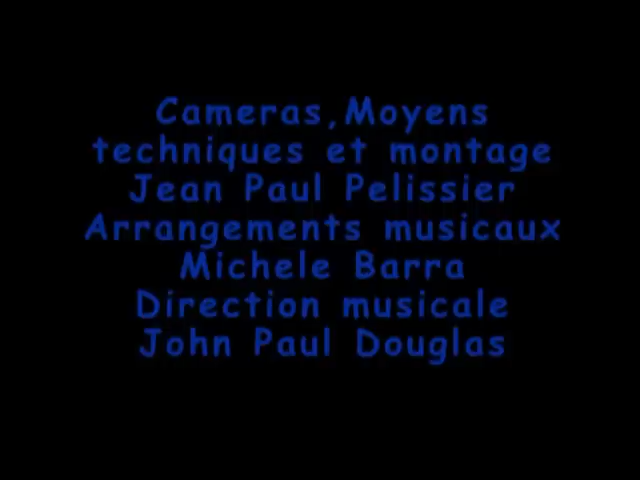 Cameras,Moyens
techniques et montage
Jean Paul Pelissier
Arrangements musicaux
Michele Barra
Direction musicale
John Paul Douglas